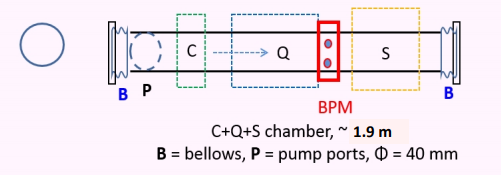 C Q S
B P B
BPM
C+Q+S chamber, ~ 1.9 m
B = bellows, P = pump ports, Φ = 40 mm